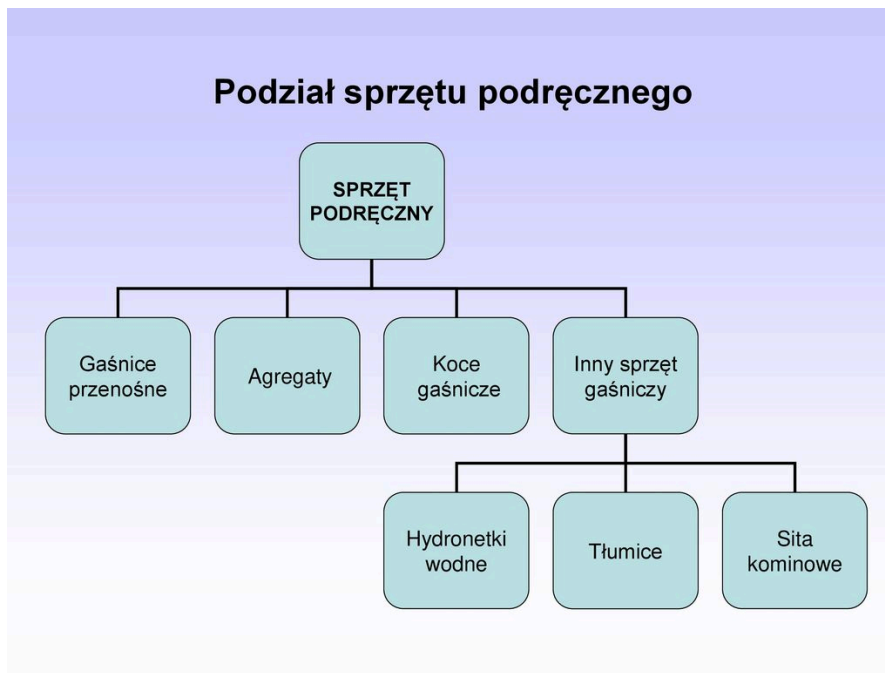 Podział sprzętu podręcznego
SPRZĘT
PODRĘCZNY
Gaśnice
przenośne
Agregaty
Koce
gaśnicze
Inny sprzęt
gaśniczy
Hydronetki
wodne
Tłumice
Sita
kominowe